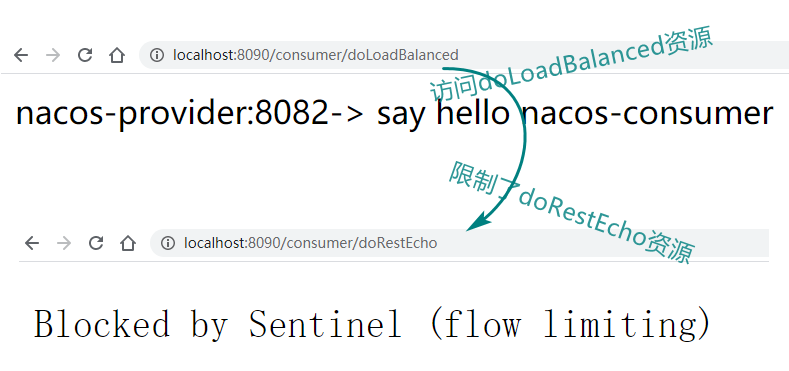 localhost:8090/consumer/doLoadBalanced
访问doLoadBalanced资源
nacos-provider:8082-> say hello nacos-consumer
限制了doRestEcho资源
localhost:8090/consumer/doRestEcho
Blocked by Sentinel (flow limiting)